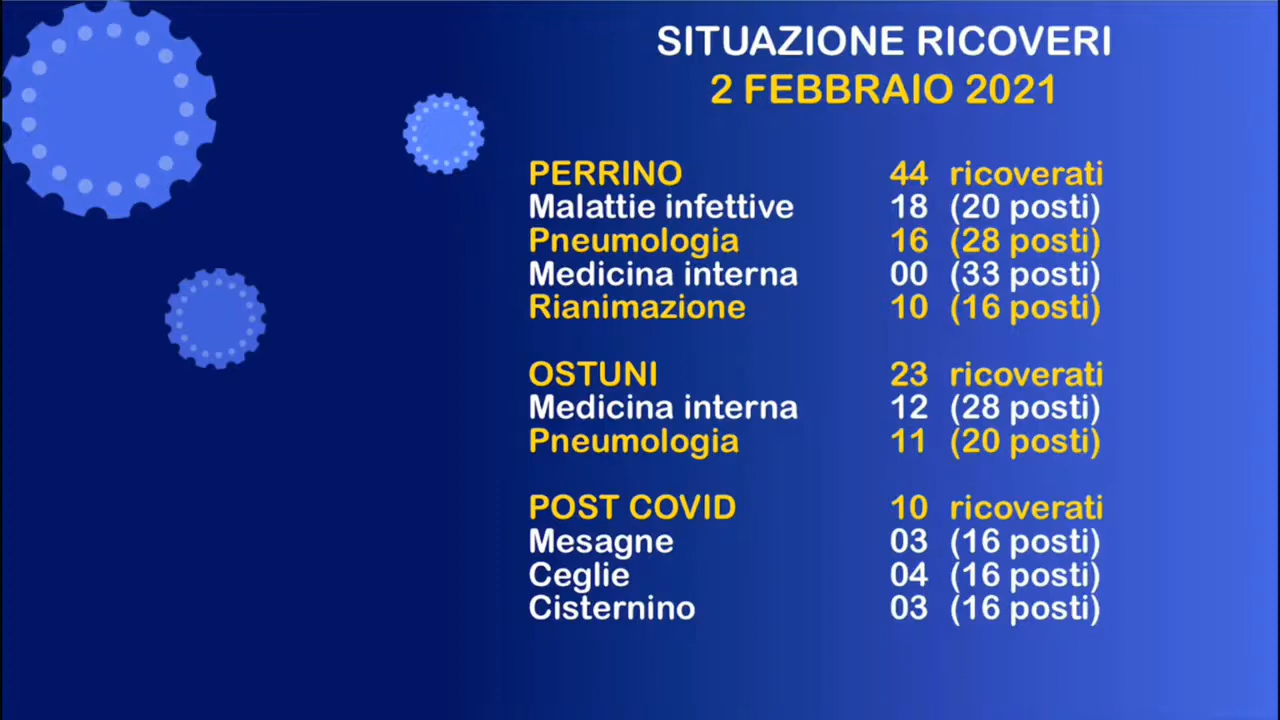 SITUAZIONE RICOVERI
2 FEBBRAIO 2021
PERRINO 44 ricoverati
Malattie infettive 18 (20 posti)
Pneumologia 16 (28 posti)
Medicina interna 00 (33 posti)
Rianimazione 10 (16 posti)
OSTUNI 23 ricoverati
Medicina interna 12 (28 posti)
Pneumologia 11 (20 posti)
POST COVID 10 ricoverati
Mesagne 03 (16 posti)
Ceglie 04 (16 posti)
Cisternino 03 (16 posti)